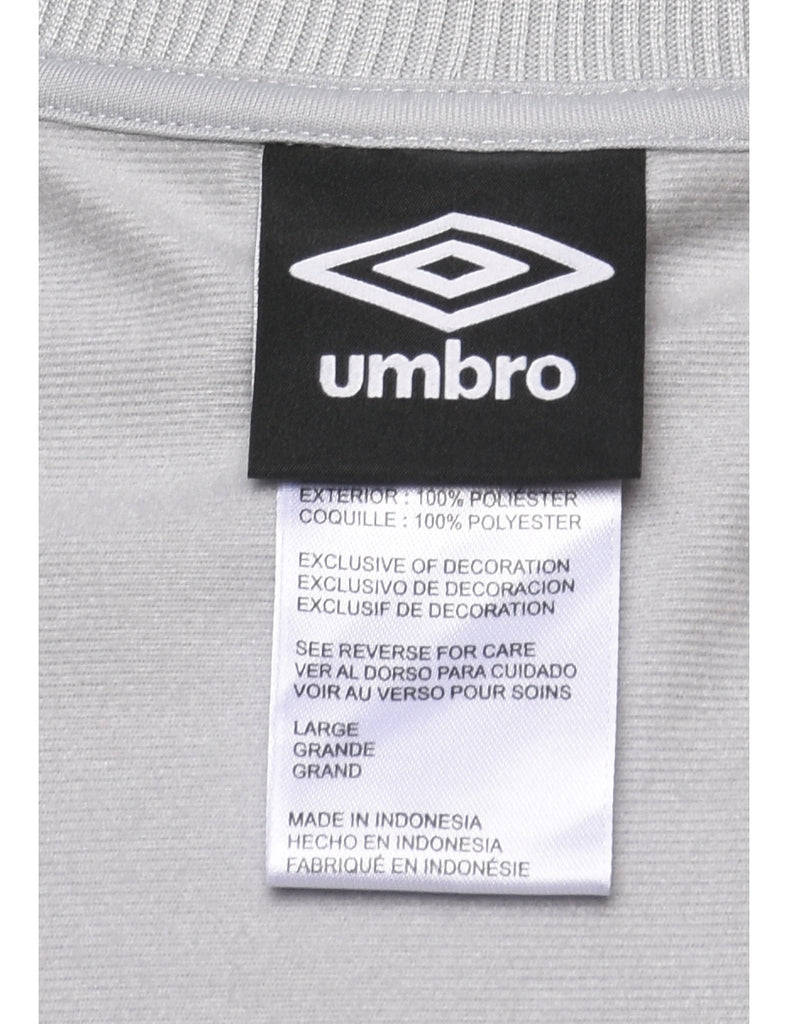 umbro
EXTERIOR : 100% POLIÉSTER
COQUILLE : 100% POLYESTER
EXCLUSIVE OF DECORATION
EXCLUSIVO DE DECORACION
EXCLUSIF DE DECORATION
SEE REVERSE FOR CARE
VER AL DORSO PARA CUIDADO
VOIR AU VERSO POUR SOINS
LARGE
GRANDE
GRAND
MADE IN INDONESIA
HECHO EN INDONESIA
FABRIQUÉ EN INDONÉSIE